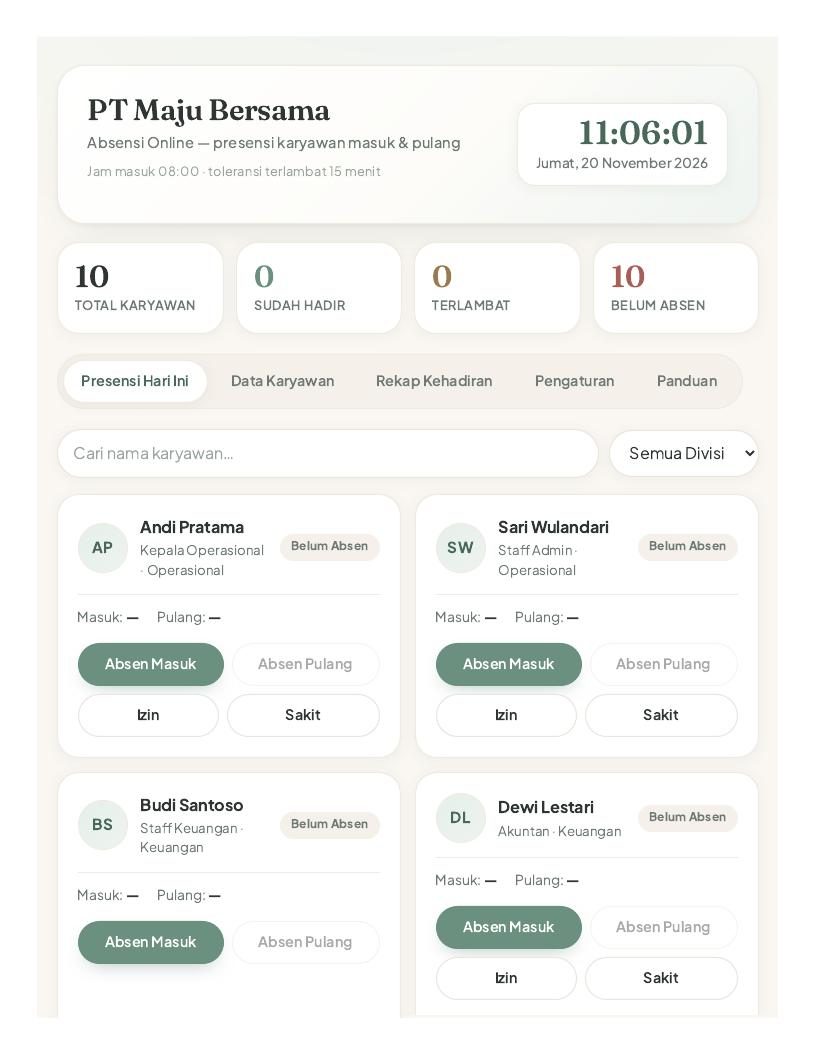 PT Maju Bersama
Absensi Online — presensi karyawan masuk & pulang
Jam masuk 08:00 · toleransi terlambat 15 menit
11:06:01
Jumat, 20 November 2026
10
TOTAL KARYAWAN
0
SUDAH HADIR
0
TERLAMBAT
10
BELUM ABSEN
Presensi Hari Ini
Data Karyawan
Rekap Kehadiran
Pengaturan
Panduan
Cari nama karyawan...
Semua Divisi
AP
Andi Pratama
Kepala Operasional
· Operasional
Belum Absen
Masuk: — Pulang: —
Absen Masuk
Absen Pulang
Izin
Sakit
SW
Sari Wulandari
Staff Admin ·
Operasional
Belum Absen
Masuk: — Pulang: —
Absen Masuk
Absen Pulang
Izin
Sakit
BS
Budi Santoso
Staff Keuangan ·
Keuangan
Belum Absen
Masuk: — Pulang: —
Absen Masuk
Absen Pulang
DL
Dewi Lestari
Akuntan · Keuangan
Belum Absen
Masuk: — Pulang: —
Absen Masuk
Absen Pulang
Izin
Sakit